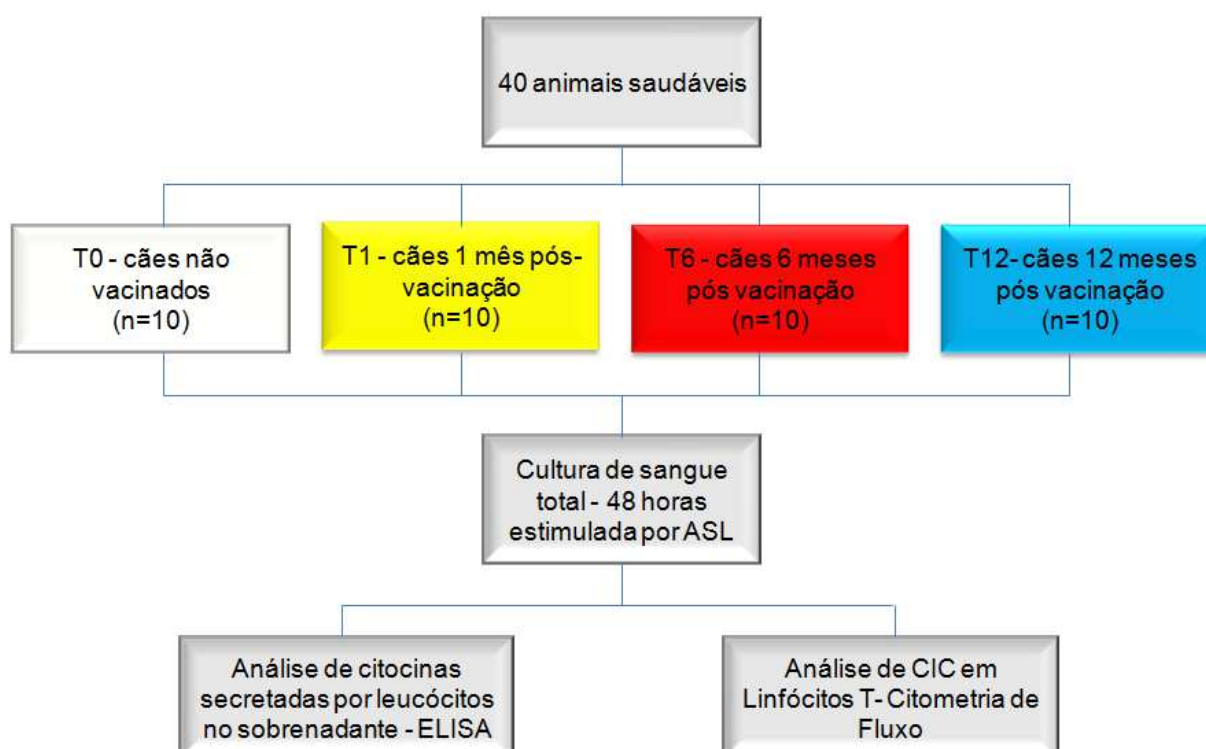 40 animais saudáveis
T0 - cães não
vacinados
(n=10)
T1 - cães 1 mês pós-
vacinação
(n=10)
T6 - cães 6 meses
pós vacinação
(n=10)
T12- cães 12 meses
pós vacinação
(n=10)
Cultura de sangue
total - 48 horas
estimulada por ASL
Análise de citocinas
secretadas por leucócitos
no sobrenadante - ELISA
Análise de CIC em
Linfócitos T- Citometria de
Fluxo